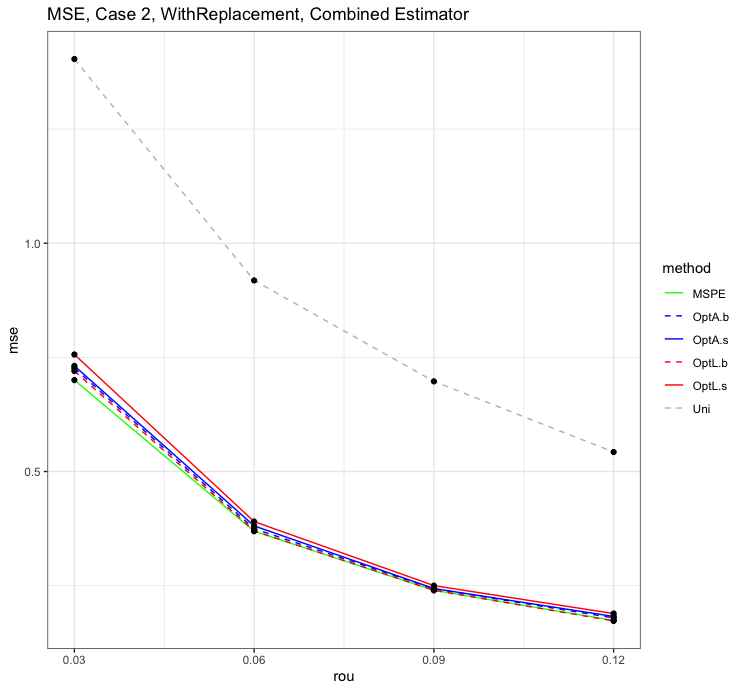 MSE, Case 2, WithReplacement, Combined Estimator
mse
1.0
0.5
0.03 0.06 0.09 0.12
rou
method
MSPE
OptA.b
OptA.s
OptL.b
OptL.s
Uni